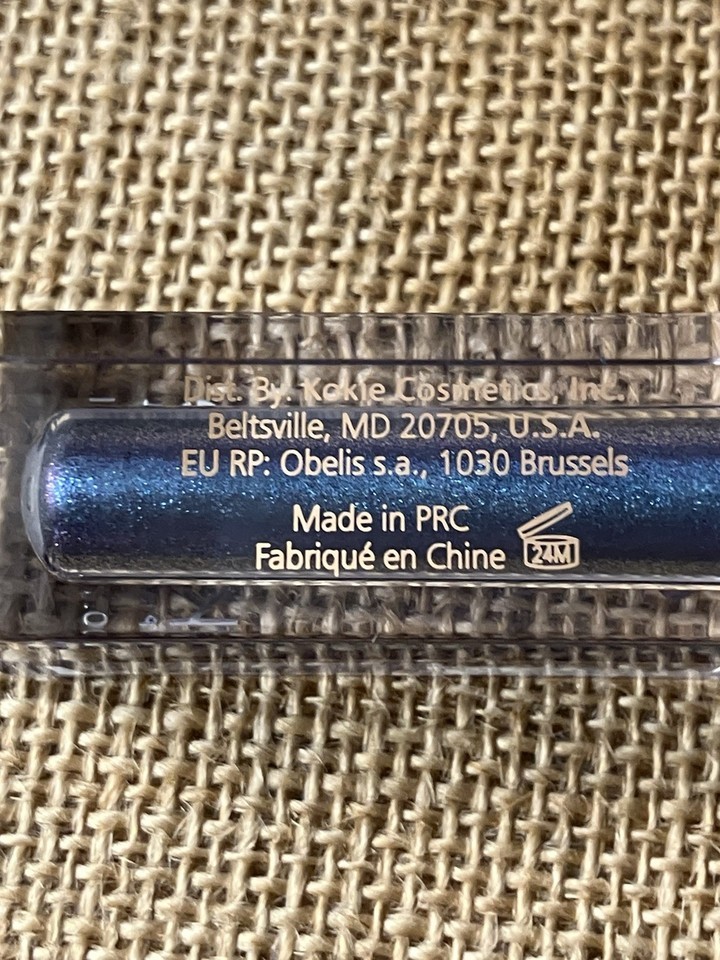 Dist. By. Kokie Cosmetics, Inc.
Beltsville, MD 20705, U.S.A.
EU RP: Obelis s.a., 1030 Brussels
Made in PRC
Fabriqué en Chine
24M